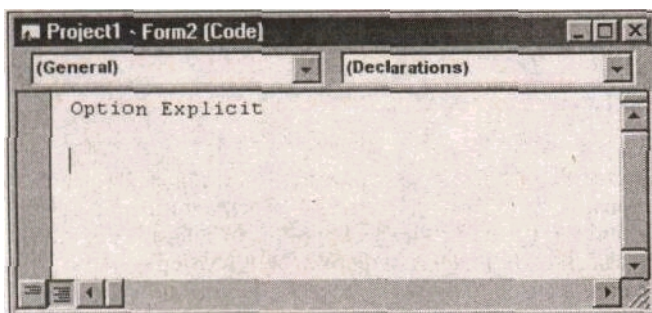 Project1 - Form2 (Code)
(General) (Declarations)
Option Explicit